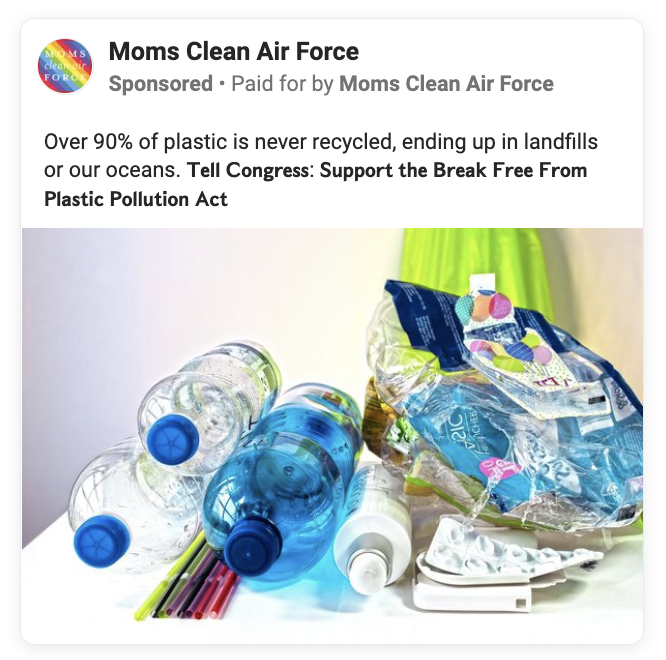 MOMS
clean air
FORCE
Moms Clean Air Force
Sponsored • Paid for by Moms Clean Air Force
Over 90% of plastic is never recycled, ending up in landfills
or our oceans. Tell Congress: Support the Break Free From
Plastic Pollution Act